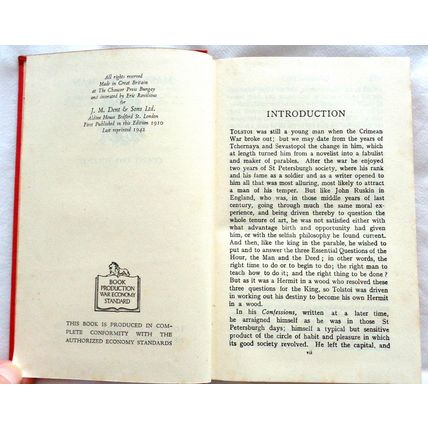 All rights reserved
Made in Great Britain
at The Chaucer Press Bungay
and decorated by Eric Ravilious
for
J. M. Dent & Sons Ltd.
Aldine House Bedford St. London
First Published in this Edition 1910
Last reprinted 1942
BOOK
PRODUCTION
WAR ECONOMY
STANDARD
THIS BOOK IS PRODUCED IN COM-
PLETE CONFORMITY WITH THE
AUTHORIZED ECONOMY STANDARDS
INTRODUCTION
TOLSTOI was still a young man when the Crimean
War broke out; but we may date from the years of
Tchernaya and Sevastopol the change in him, which
at length turned him from a novelist into a fabulist
and maker of parables. After the war he enjoyed
two years of St Petersburgh society, where his rank
and his fame as a soldier and as a writer opened to
him all that was most alluring, most likely to attract
a man of his temper. But like John Ruskin in
England, who was, in those middle years of last
century, going through much the same moral ex-
perience, and being driven thereby to question the
whole tenure of art, he was not satisfied either with
what advantage birth and opportunity had given
him, or with the selfish philosophy he found current.
And then, like the king in the parable, he wished to
put and to answer the three Essential Questions of the
Hour, the Man and the Deed; in other words, the
right time to do or to begin to do; the right man to
teach how to do it; and the right thing to be done?
But as it was a Hermit in a wood who resolved these
three questions for the King, so Tolstoi was driven
in working out his destiny to become his own Hermit
in a wood.
In his Confessions, written at a later time,
he arraigned himself as he was in those St
Petersburgh days; himself a typical but sensitive
product of the circle of habit and pleasure in which
its good society revolved. He left the capital, and
vii